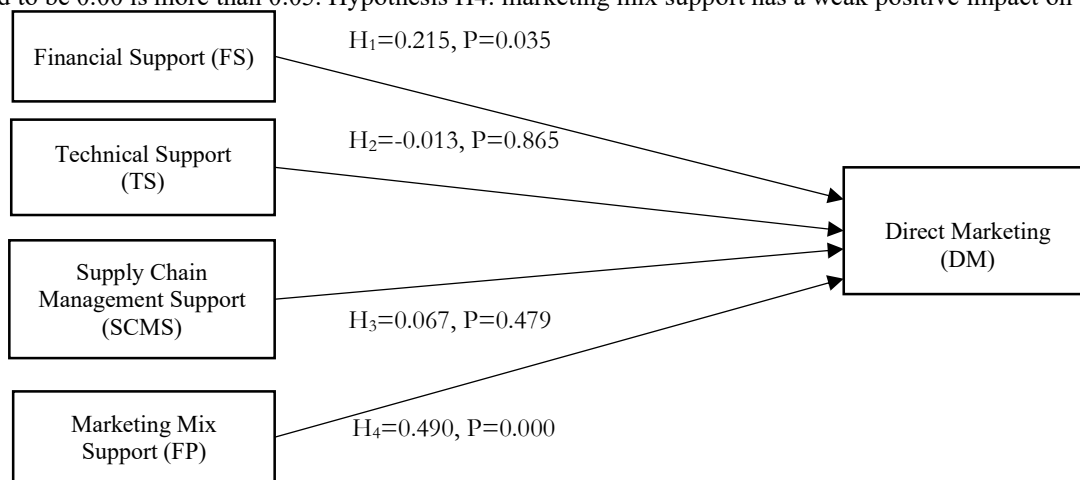 d to be 0.00 is more than 0.05. Hypothesis H4: marketing mix support has a weak positive impact on
Financial Support (FS)
H₁=0.215, P=0.035
Technical Support
(TS)
H₂=-0.013, P=0.865
Supply Chain
Management Support
(SCMS)
H₃=0.067, P=0.479
Marketing Mix
Support (FP)
H₄=0.490, P=0.000
Direct Marketing
(DM)